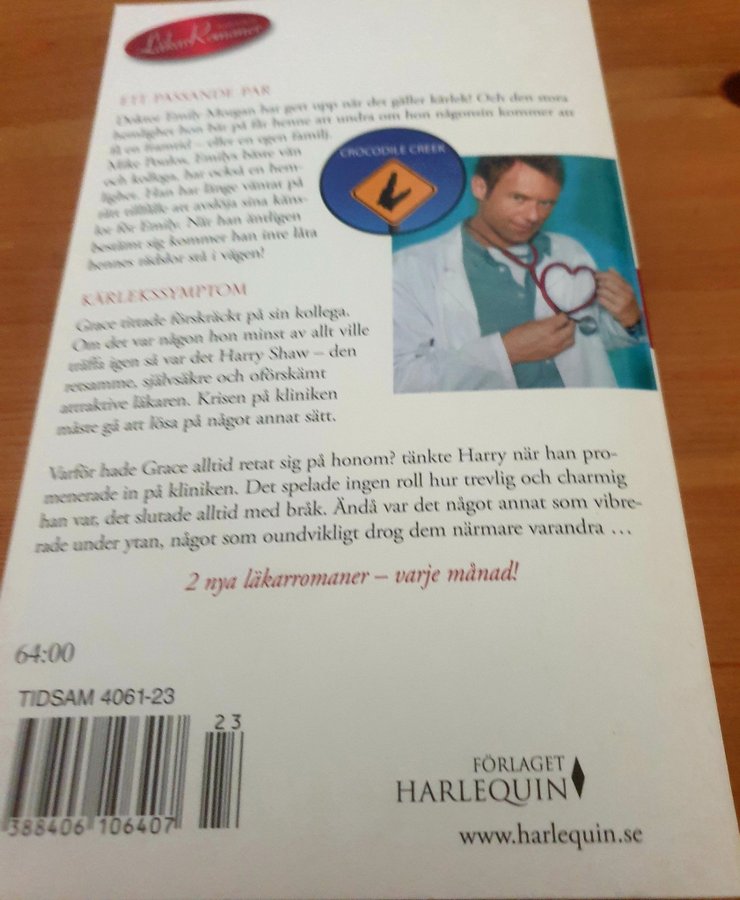 LäkarRomaner
ETT PASSANDE PAR
Doktor Emily Morgan har gett upp när det gäller kärlek! Och den stora
hemlighet hon bär på får henne att undra om hon någonsin kommer att
få en framtid – eller en egen familj.
Mike Poulos, Emilys bäste vän
och kollega, har också en hem-
lighet. Han har länge väntat på
rätt tillfälle att avslöja sina käns-
lor för Emily. När han äntligen
bestämt sig kommer han inte låta
hennes rädslor stå i vägen!
CROCODILE CREEK
KÄRLEKSSYMPTOM
Grace tittade förskräckt på sin kollega.
Om det var någon hon minst av allt ville
träffa igen så var det Harry Shaw – den
retsamme, självsäkre och oförskämt
attraktive läkaren. Krisen på kliniken
måste gå att lösa på något annat sätt.
Varför hade Grace alltid retat sig på honom? tänkte Harry när han pro-
menerade in på kliniken. Det spelade ingen roll hur trevlig och charmig
han var, det slutade alltid med bråk. Ändå var det något annat som vibre-
rade under ytan, något som oundvikligt drog dem närmare varandra …
2 nya läkarromaner – varje månad!
64:00
TIDSAM 4061-23
23
388406 106407
FÖRLAGET
HARLEQUIN
www.harlequin.se